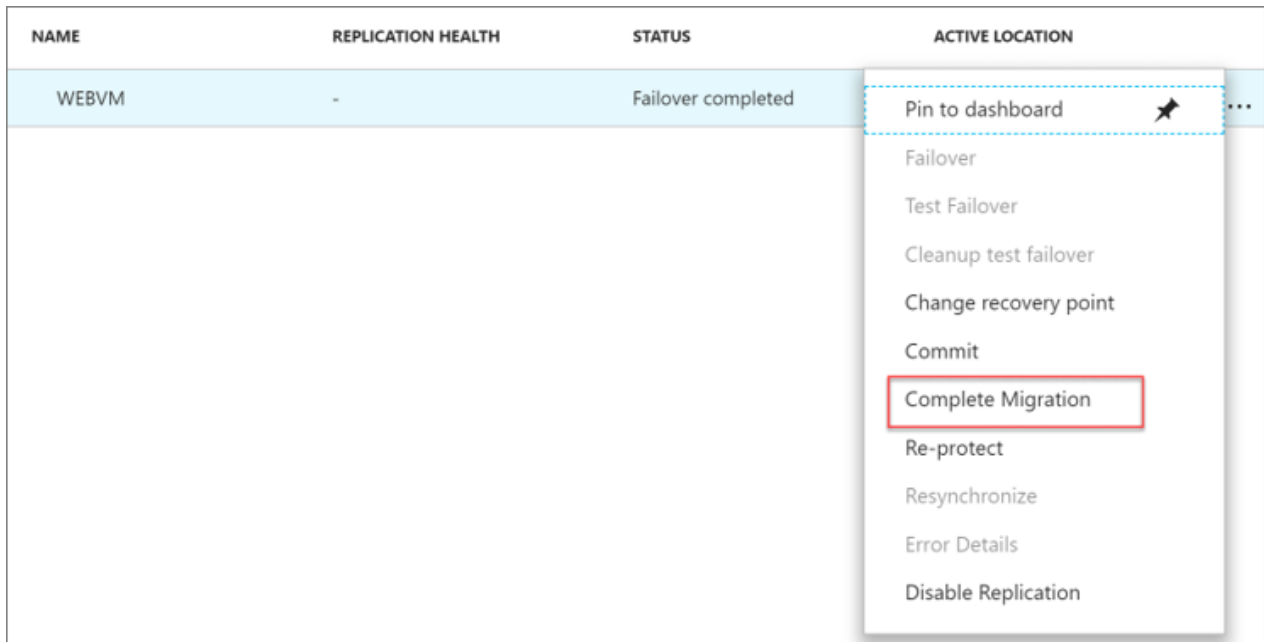 NAME REPLICATION HEALTH STATUS ACTIVE LOCATION
WEBVM - Failover completed ...
Pin to dashboard
Failover
Test Failover
Cleanup test failover
Change recovery point
Commit
Complete Migration
Re-protect
Resynchronize
Error Details
Disable Replication